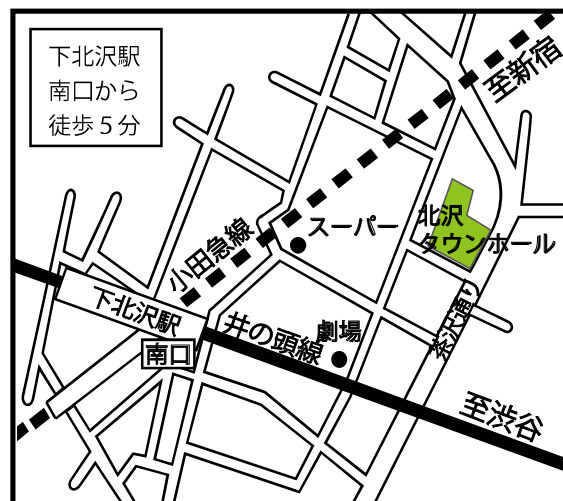 下北沢駅
南口から
徒歩５分
至新宿
北沢
タウンホール
スーパー
小田急線
下北沢駅
井の頭線
劇場
茶沢通り
南口
至渋谷